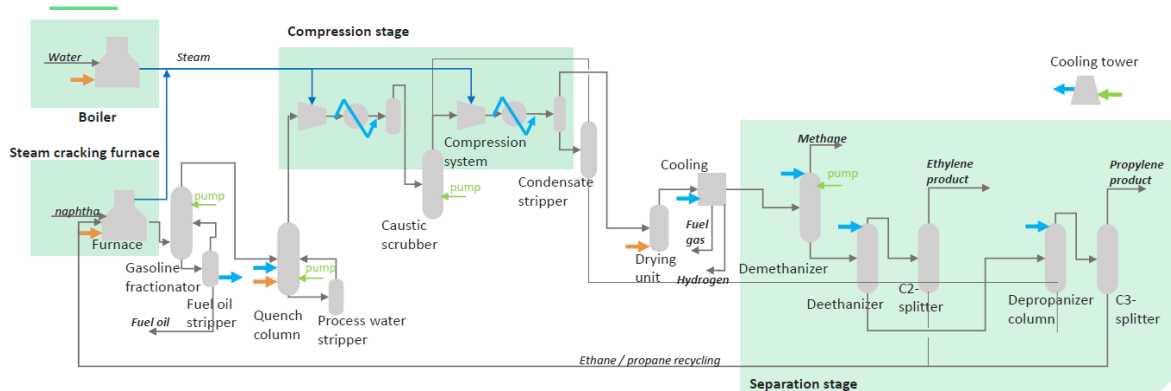 Compression stage
Water
Steam
Cooling tower
Boiler
Steam cracking furnace
Methane
Ethylene
product
Propylene
product
Compression
system
Cooling
Condensate
stripper
pump
pump
pump
naphtha
Furnace
Caustic
scrubber
Fuel
gas
Drying
unit
Hydrogen
Gasoline
fractionator
pump
Demethanizer
Deethanizer
C2-
splitter
Depropanizer
column
C3-
splitter
Fuel oil
stripper
Fuel oil
Quench
column
Process water
stripper
Ethane / propane recycling
Separation stage